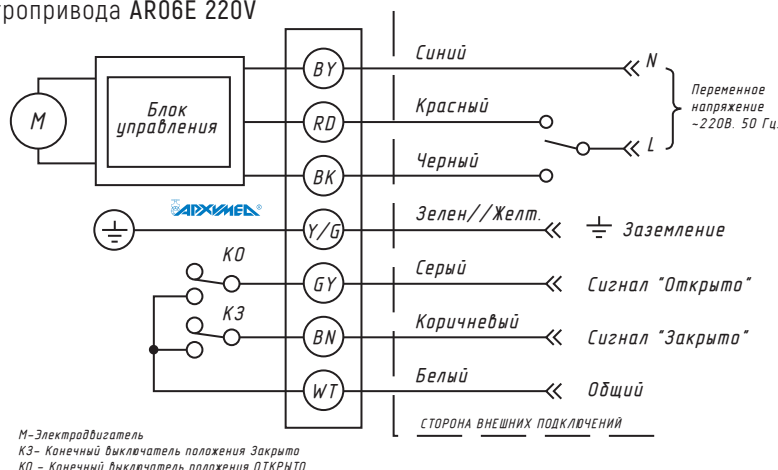 тропривода AR06E 220V
BY
Синий
N
Переменное
напряжение
~220В. 50 Гц.
M
Блок
управления
RD
Красный
L
BK
Черный
АРХИМЕД®
Y/G
Зелен//Желт.
Заземление
КО
GY
Серый
Сигнал "Открыто"
КЗ
BN
Коричневый
Сигнал "Закрыто"
WT
Белый
Общий
СТОРОНА ВНЕШНИХ ПОДКЛЮЧЕНИЙ
М-Электродвигатель
КЗ- Конечный выключатель положения Закрыто
КО - Конечный выключатель положения ОТКРЫТО